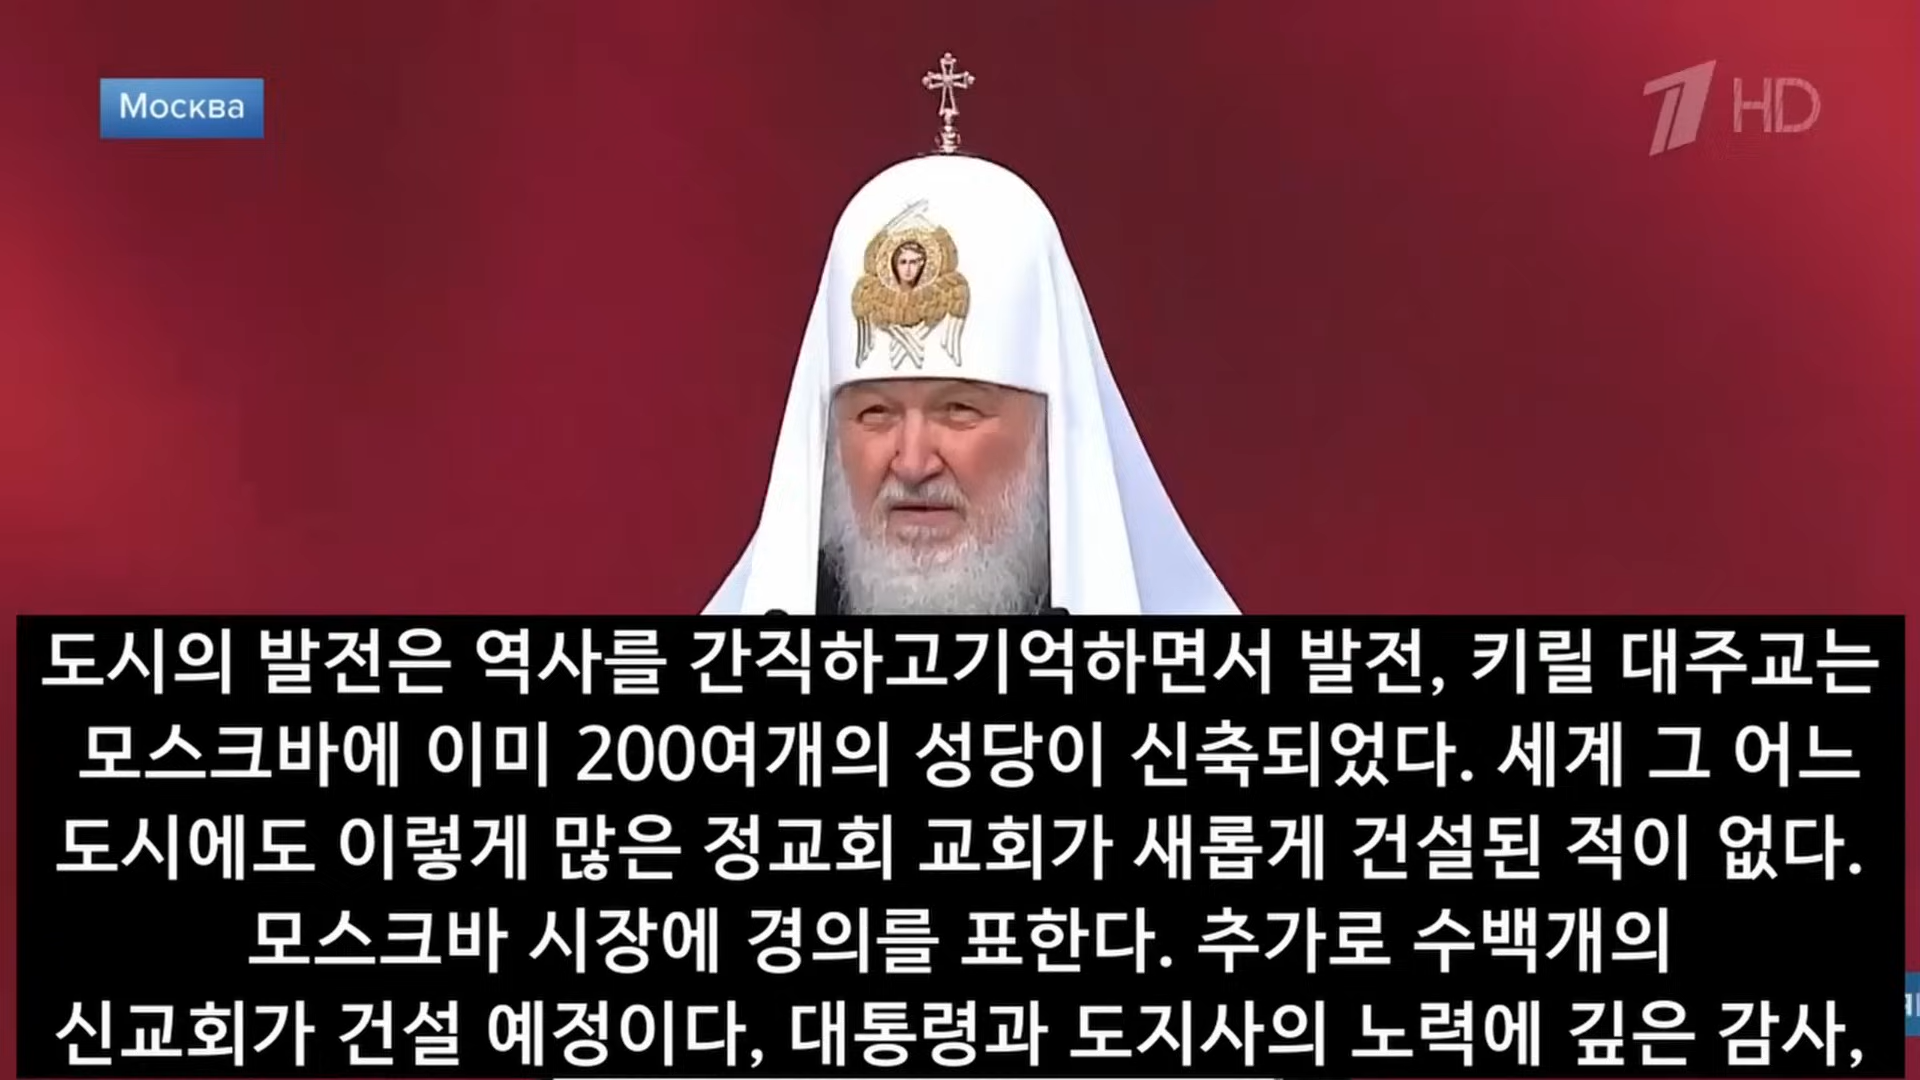 Москва
HD
도시의 발전은 역사를 간직하고기억하면서 발전, 키릴 대주교는
모스크바에 이미 200여개의 성당이 신축되었다. 세계 그 어느
도시에도 이렇게 많은 정교회 교회가 새롭게 건설된 적이 없다.
모스크바 시장에 경의를 표한다. 추가로 수백개의
신교회가 건설 예정이다, 대통령과 도지사의 노력에 깊은 감사,